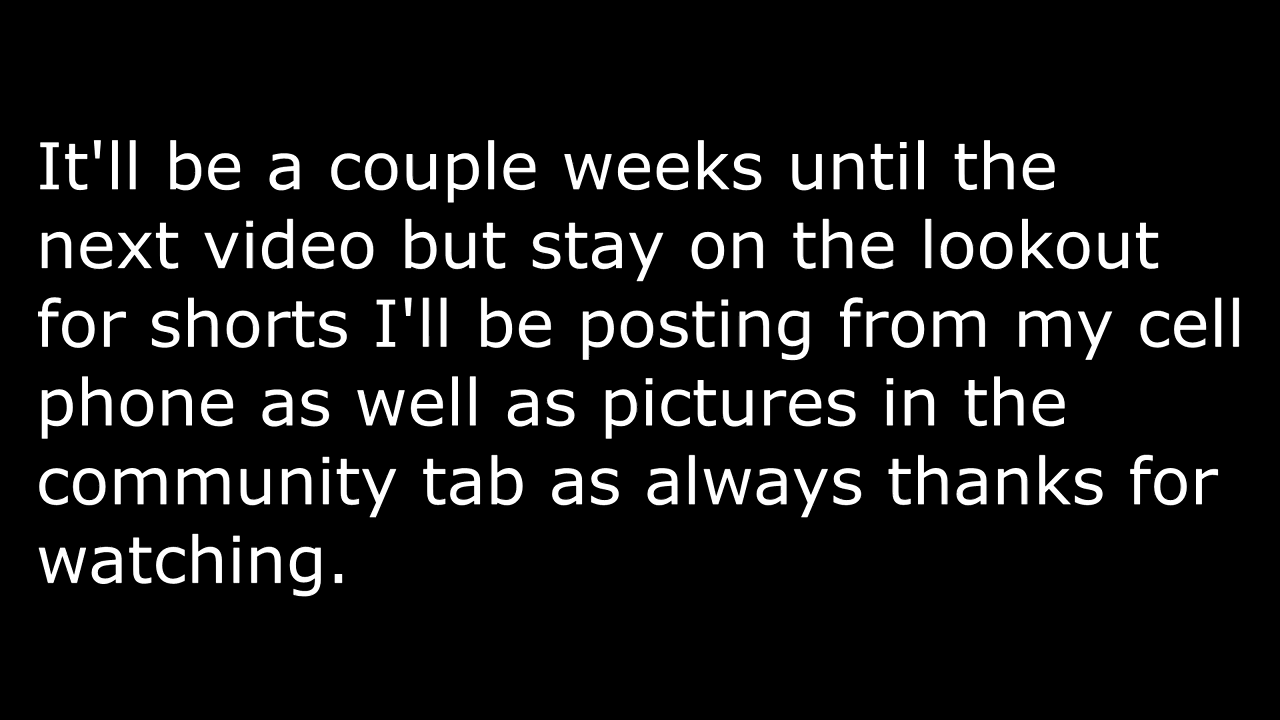 It'll be a couple weeks until the
next video but stay on the lookout
for shorts I'll be posting from my cell
phone as well as pictures in the
community tab as always thanks for
watching.